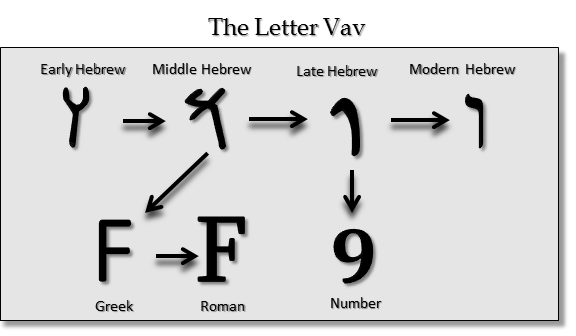 The Letter Vav
Early Hebrew Middle Hebrew Late Hebrew Modern Hebrew
𐤅 ו
F F 9
Greek Roman Number